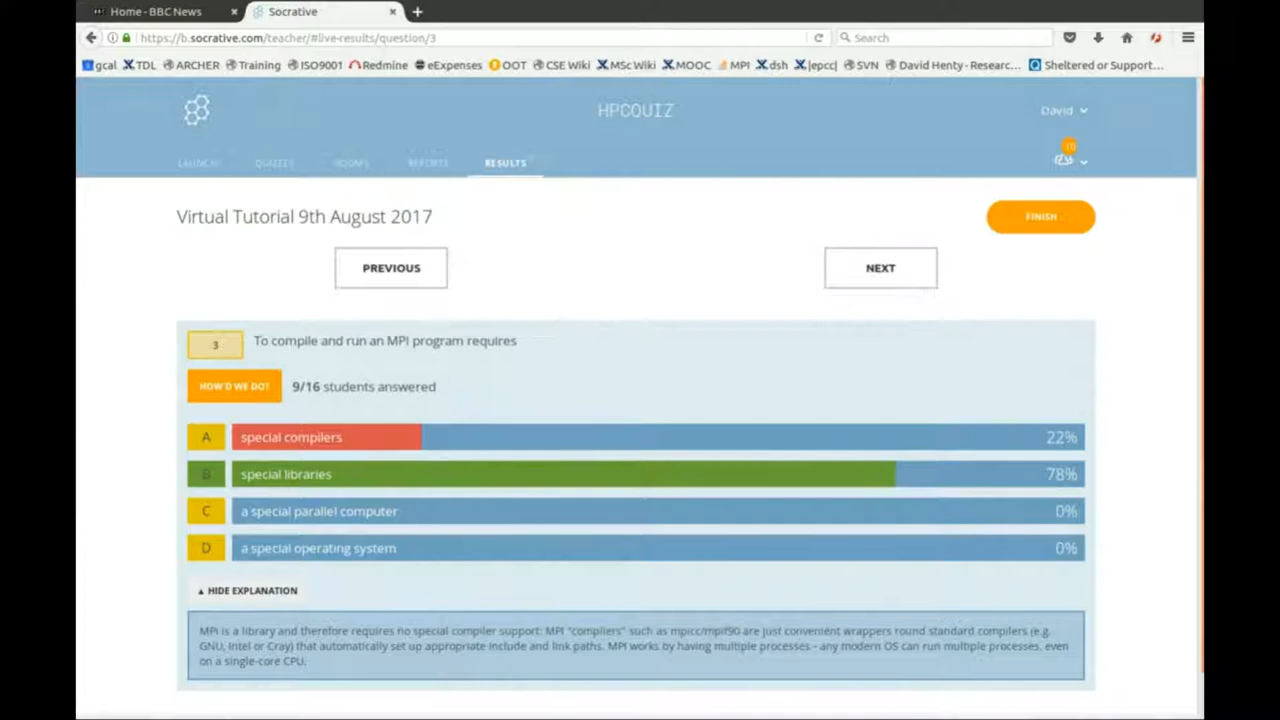 Home - BBC News
Socrative
https://b.socrative.com/teacher/#live-results/question/3
Search
gcal TDL ARCHER Training ISO9001 Redmine eExpenses OOT CSE Wiki MSc Wiki MOOC MPI dsh |epcc| SVN David Henty - Researc... Sheltered or Support...
HPCQUIZ
David
LAUNCH QUIZZES ROOMS REPORTS RESULTS
10
Virtual Tutorial 9th August 2017
FINISH
PREVIOUS
NEXT
3 To compile and run an MPI program requires
HOW'D WE DO? 9/16 students answered
A special compilers 22%
B special libraries 78%
C a special parallel computer 0%
D a special operating system 0%
▲ HIDE EXPLANATION
MPI is a library and therefore requires no special compiler support: MPI "compilers" such as mpicc/mpif90 are just convenient wrappers round standard compilers (e.g.
GNU, Intel or Cray) that automatically set up appropriate include and link paths. MPI works by having multiple processes - any modern OS can run multiple processes, even
on a single-core CPU.